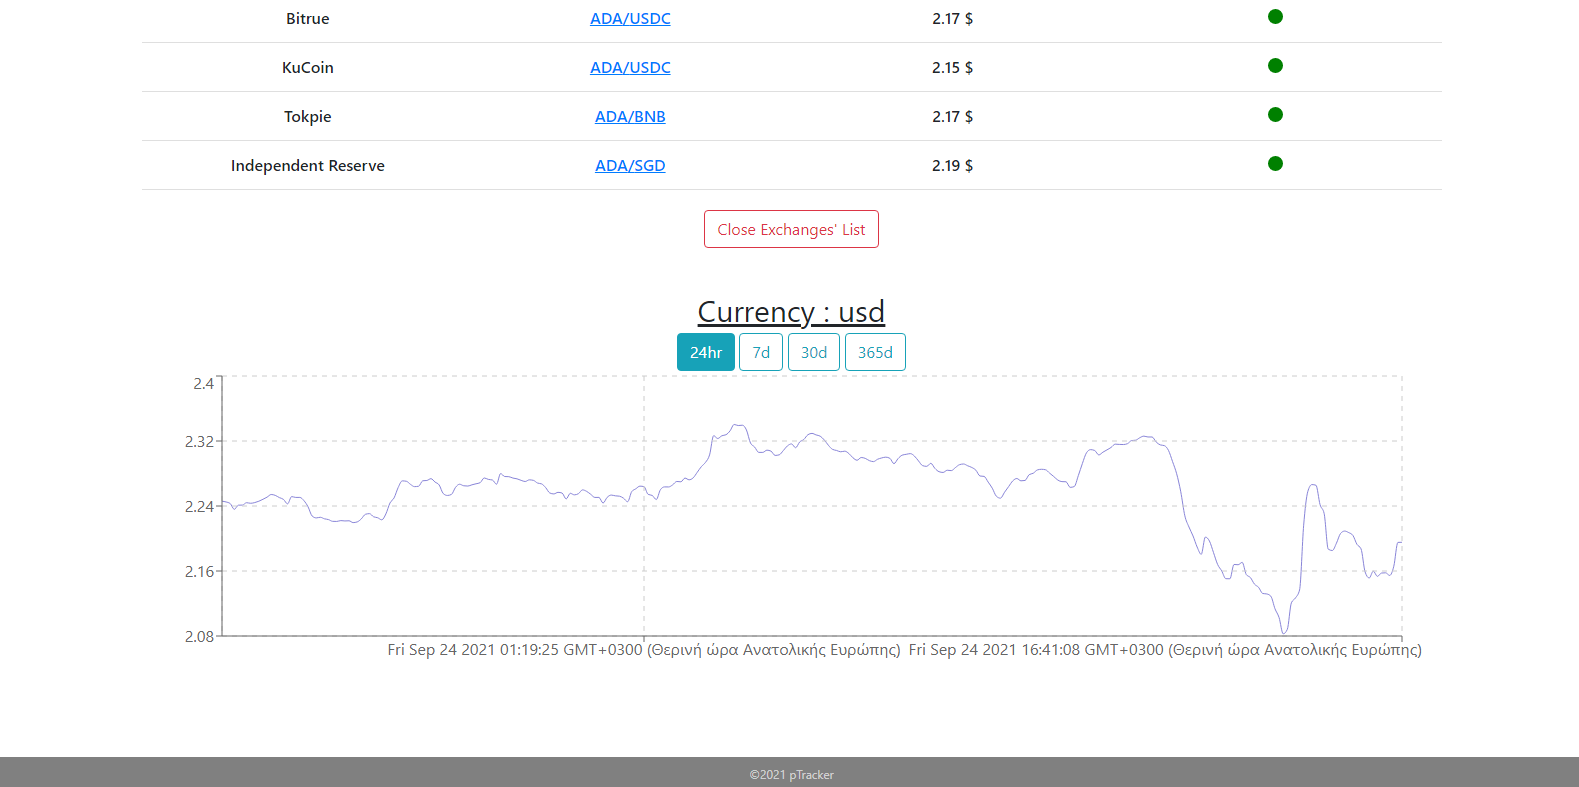 Bitrue ADA/USDC 2.17 $
KuCoin ADA/USDC 2.15 $
Tokpie ADA/BNB 2.17 $
Independent Reserve ADA/SGD 2.19 $
Close Exchanges' List
Currency : usd
24hr 7d 30d 365d
2.4
2.32
2.24
2.16
2.08
Fri Sep 24 2021 01:19:25 GMT+0300 (Θερινή ώρα Ανατολικής Ευρώπης) Fri Sep 24 2021 16:41:08 GMT+0300 (Θερινή ώρα Ανατολικής Ευρώπης)
©2021 pTracker